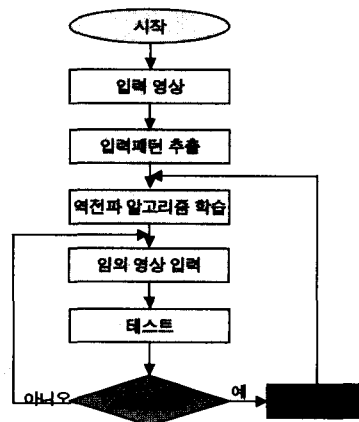 시작
입력 영상
입력패턴 추출
역전파 알고리즘 학습
임의 영상 입력
테스트
아니오
예